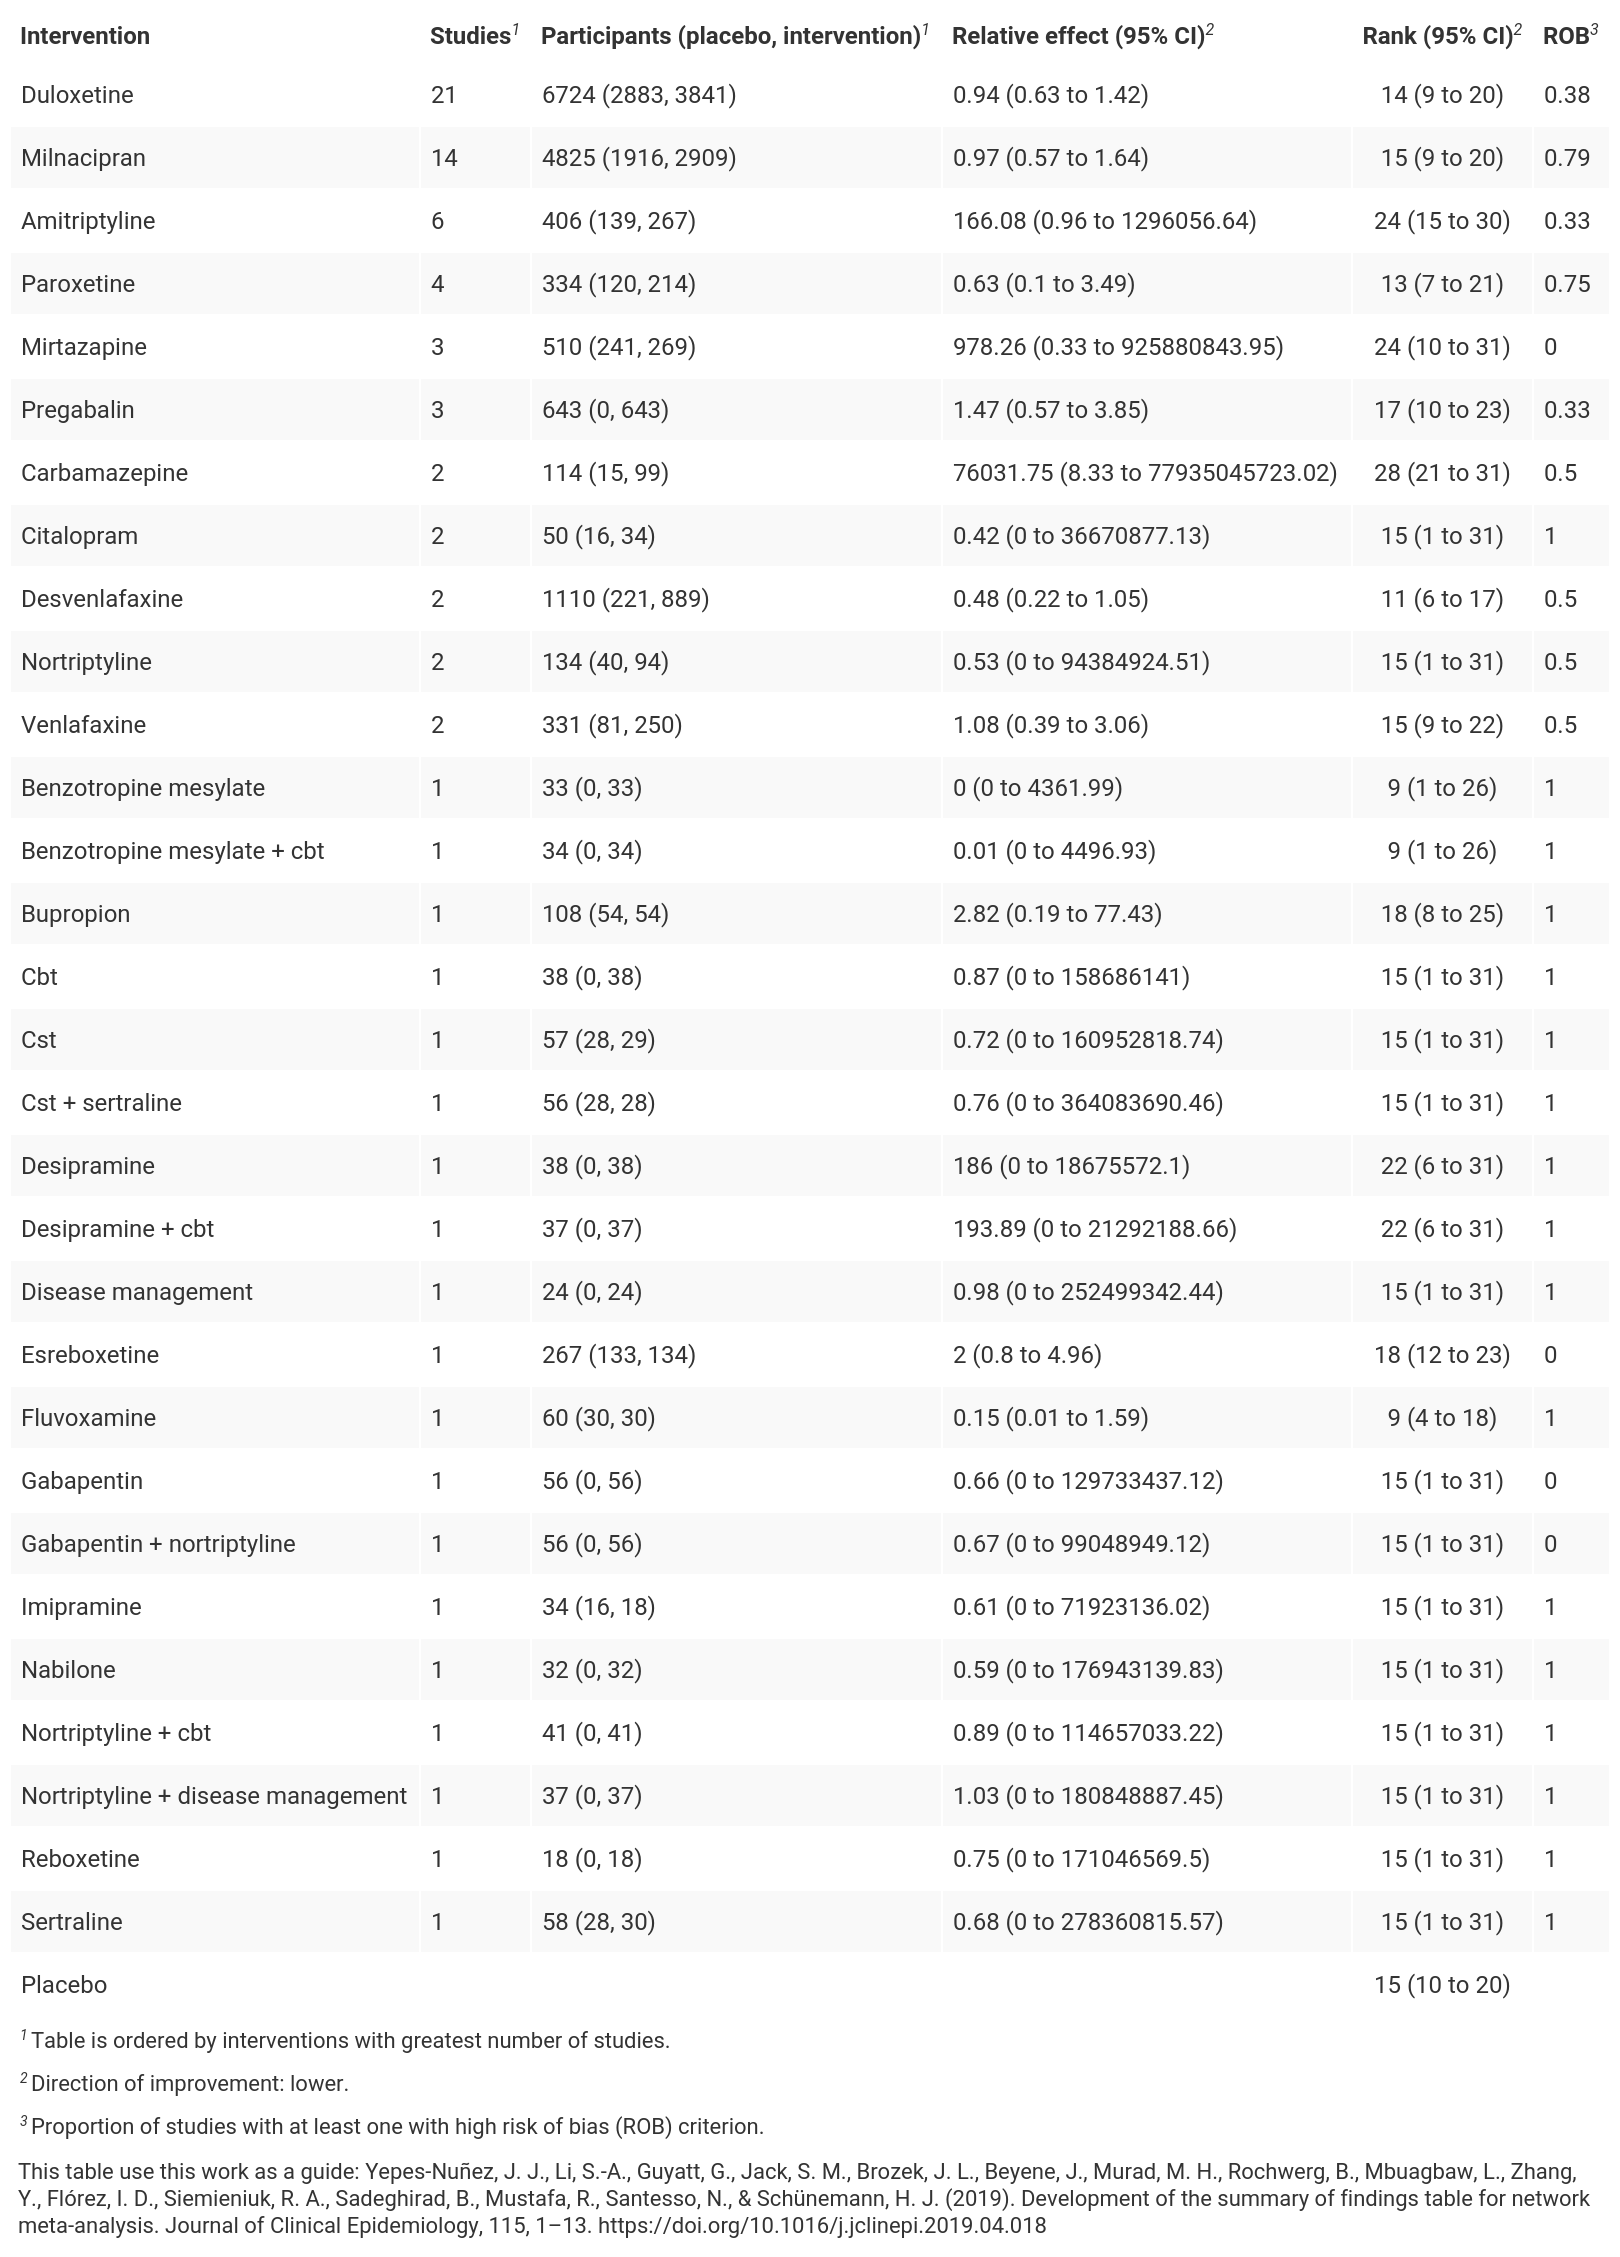 Intervention Studies1 Participants (placebo, intervention)1 Relative effect (95% CI)2 Rank (95% CI)2 ROB3
Duloxetine 21 6724 (2883, 3841) 0.94 (0.63 to 1.42) 14 (9 to 20) 0.38
Milnacipran 14 4825 (1916, 2909) 0.97 (0.57 to 1.64) 15 (9 to 20) 0.79
Amitriptyline 6 406 (139, 267) 166.08 (0.96 to 1296056.64) 24 (15 to 30) 0.33
Paroxetine 4 334 (120, 214) 0.63 (0.1 to 3.49) 13 (7 to 21) 0.75
Mirtazapine 3 510 (241, 269) 978.26 (0.33 to 925880843.95) 24 (10 to 31) 0
Pregabalin 3 643 (0, 643) 1.47 (0.57 to 3.85) 17 (10 to 23) 0.33
Carbamazepine 2 114 (15, 99) 76031.75 (8.33 to 77935045723.02) 28 (21 to 31) 0.5
Citalopram 2 50 (16, 34) 0.42 (0 to 36670877.13) 15 (1 to 31) 1
Desvenlafaxine 2 1110 (221, 889) 0.48 (0.22 to 1.05) 11 (6 to 17) 0.5
Nortriptyline 2 134 (40, 94) 0.53 (0 to 94384924.51) 15 (1 to 31) 0.5
Venlafaxine 2 331 (81, 250) 1.08 (0.39 to 3.06) 15 (9 to 22) 0.5
Benzotropine mesylate 1 33 (0, 33) 0 (0 to 4361.99) 9 (1 to 26) 1
Benzotropine mesylate + cbt 1 34 (0, 34) 0.01 (0 to 4496.93) 9 (1 to 26) 1
Bupropion 1 108 (54, 54) 2.82 (0.19 to 77.43) 18 (8 to 25) 1
Cbt 1 38 (0, 38) 0.87 (0 to 158686141) 15 (1 to 31) 1
Cst 1 57 (28, 29) 0.72 (0 to 160952818.74) 15 (1 to 31) 1
Cst + sertraline 1 56 (28, 28) 0.76 (0 to 364083690.46) 15 (1 to 31) 1
Desipramine 1 38 (0, 38) 186 (0 to 18675572.1) 22 (6 to 31) 1
Desipramine + cbt 1 37 (0, 37) 193.89 (0 to 21292188.66) 22 (6 to 31) 1
Disease management 1 24 (0, 24) 0.98 (0 to 252499342.44) 15 (1 to 31) 1
Esreboxetine 1 267 (133, 134) 2 (0.8 to 4.96) 18 (12 to 23) 0
Fluvoxamine 1 60 (30, 30) 0.15 (0.01 to 1.59) 9 (4 to 18) 1
Gabapentin 1 56 (0, 56) 0.66 (0 to 129733437.12) 15 (1 to 31) 0
Gabapentin + nortriptyline 1 56 (0, 56) 0.67 (0 to 99048949.12) 15 (1 to 31) 0
Imipramine 1 34 (16, 18) 0.61 (0 to 71923136.02) 15 (1 to 31) 1
Nabilone 1 32 (0, 32) 0.59 (0 to 176943139.83) 15 (1 to 31) 1
Nortriptyline + cbt 1 41 (0, 41) 0.89 (0 to 114657033.22) 15 (1 to 31) 1
Nortriptyline + disease management 1 37 (0, 37) 1.03 (0 to 180848887.45) 15 (1 to 31) 1
Reboxetine 1 18 (0, 18) 0.75 (0 to 171046569.5) 15 (1 to 31) 1
Sertraline 1 58 (28, 30) 0.68 (0 to 278360815.57) 15 (1 to 31) 1
Placebo 15 (10 to 20)
1 Table is ordered by interventions with greatest number of studies.
2 Direction of improvement: lower.
3 Proportion of studies with at least one with high risk of bias (ROB) criterion.
This table use this work as a guide: Yepes-Nuñez, J. J., Li, S.-A., Guyatt, G., Jack, S. M., Brozek, J. L., Beyene, J., Murad, M. H., Rochwerg, B., Mbuagbaw, L., Zhang,
Y., Flórez, I. D., Siemieniuk, R. A., Sadeghirad, B., Mustafa, R., Santesso, N., & Schünemann, H. J. (2019). Development of the summary of findings table for network
meta-analysis. Journal of Clinical Epidemiology, 115, 1–13. https://doi.org/10.1016/j.jclinepi.2019.04.018